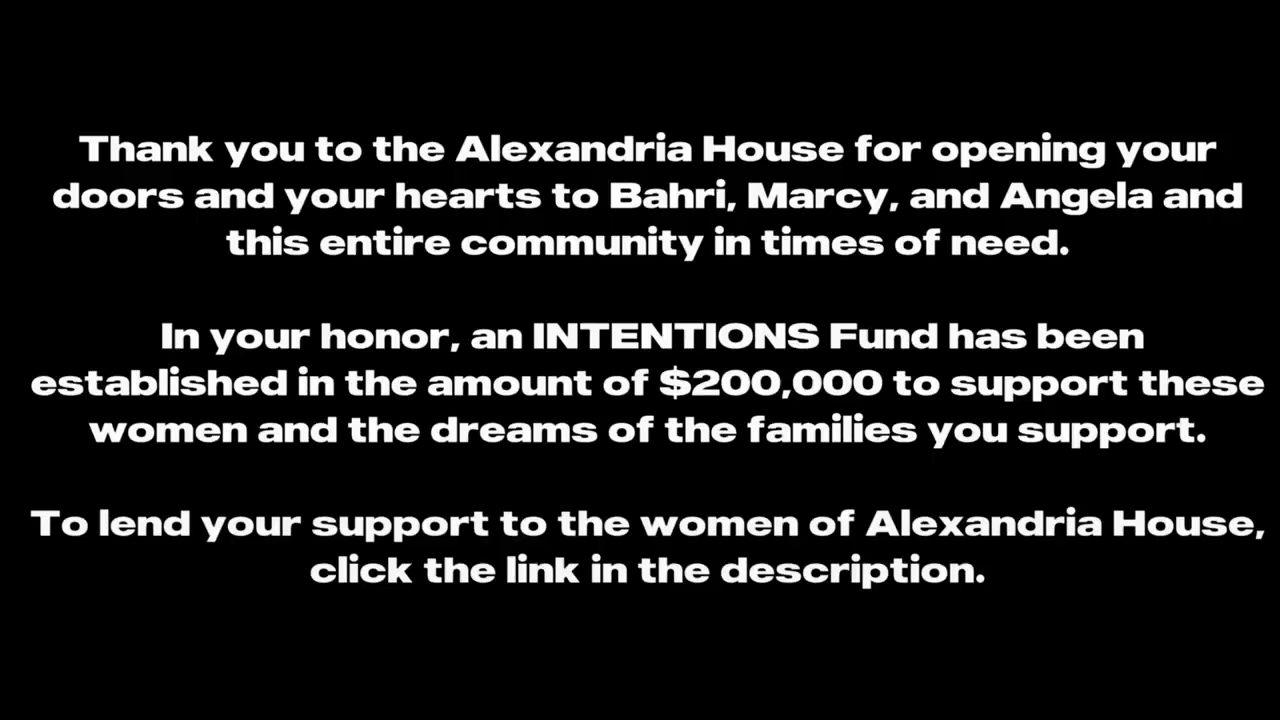 Thank you to the Alexandria House for opening your
doors and your hearts to Bahri, Marcy, and Angela and
this entire community in times of need.
In your honor, an INTENTIONS Fund has been
established in the amount of $200,000 to support these
women and the dreams of the families you support.
To lend your support to the women of Alexandria House,
click the link in the description.